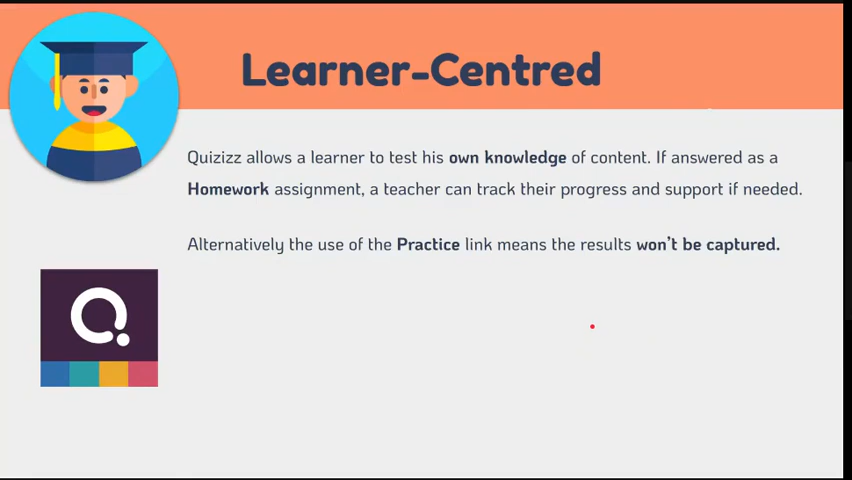 Learner-Centred
Quizizz allows a learner to test his own knowledge of content. If answered as a
Homework assignment, a teacher can track their progress and support if needed.
Alternatively the use of the Practice link means the results won't be captured.
Q